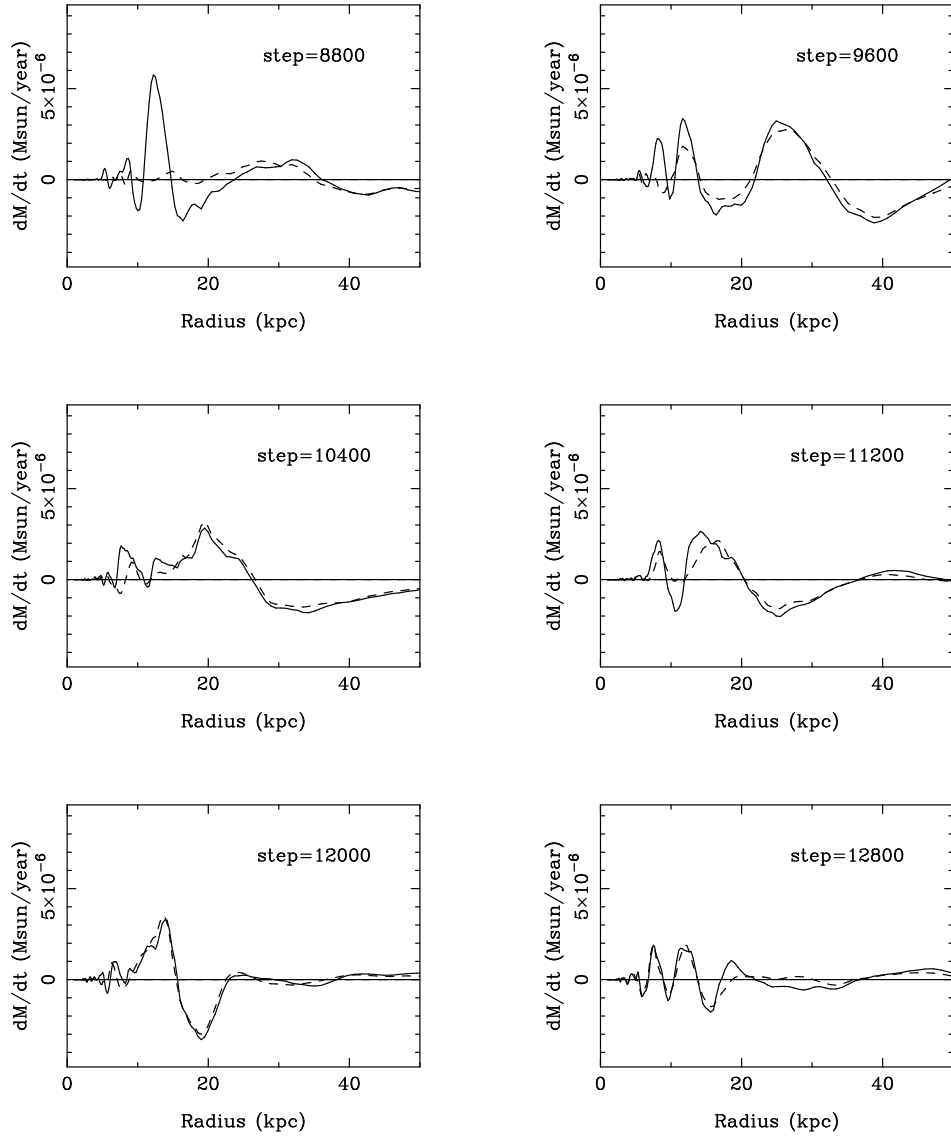 step=8800
dM/dt (Msun/year)
5×10⁻⁶
0
0 20 40
Radius (kpc)
step=9600
dM/dt (Msun/year)
5×10⁻⁶
0
0 20 40
Radius (kpc)
step=10400
dM/dt (Msun/year)
5×10⁻⁶
0
0 20 40
Radius (kpc)
step=11200
dM/dt (Msun/year)
5×10⁻⁶
0
0 20 40
Radius (kpc)
step=12000
dM/dt (Msun/year)
5×10⁻⁶
0
0 20 40
Radius (kpc)
step=12800
dM/dt (Msun/year)
5×10⁻⁶
0
0 20 40
Radius (kpc)